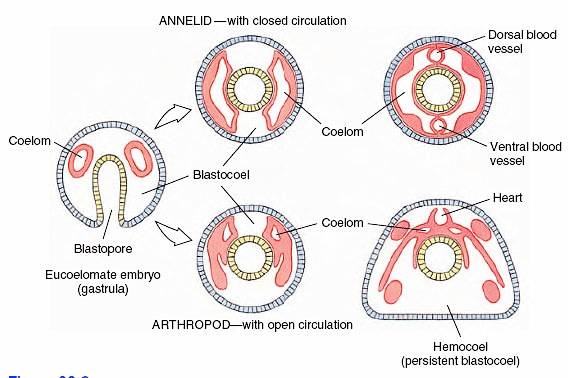 ANNELID—with closed circulation
Dorsal blood
vessel
Coelom
Coelom
Ventral blood
vessel
Blastocoel
Heart
Coelom
Blastopore
Eucoelomate embryo
(gastrula)
ARTHROPOD—with open circulation
Hemocoel
(persistent blastocoel)